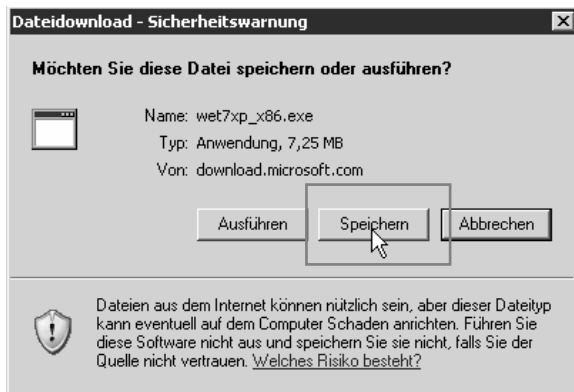 Dateidownload - Sicherheitswarnung
Möchten Sie diese Datei speichern oder ausführen?
Name: wet7xp_x86.exe
Typ: Anwendung, 7,25 MB
Von: download.microsoft.com
Ausführen Speichern Abbrechen
Dateien aus dem Internet können nützlich sein, aber dieser Dateityp
kann eventuell auf dem Computer Schaden anrichten. Führen Sie
diese Software nicht aus und speichern Sie sie nicht, falls Sie der
Quelle nicht vertrauen. Welches Risiko besteht?